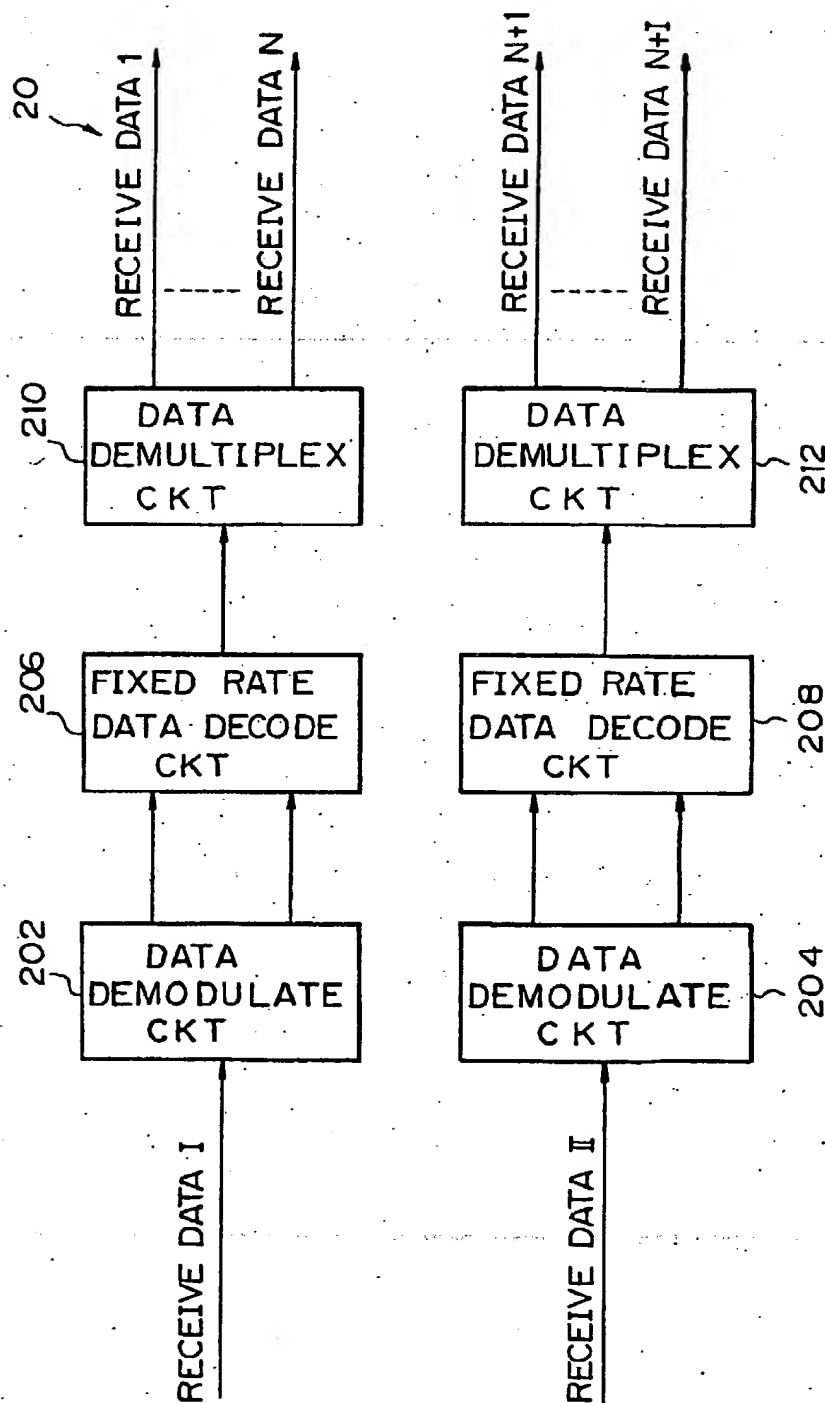 20
RECEIVE DATA 1
RECEIVE DATA N
RECEIVE DATA N+1
RECEIVE DATA N+I
210
DATA
DEMULTIPLEX
CKT
DATA
DEMULTIPLEX
CKT
212
206
FIXED RATE
DATA DECODE
CKT
FIXED RATE
DATA DECODE
CKT
208
202
DATA
DEMODULATE
CKT
DATA
DEMODULATE
CKT
204
RECEIVE DATA I
RECEIVE DATA II